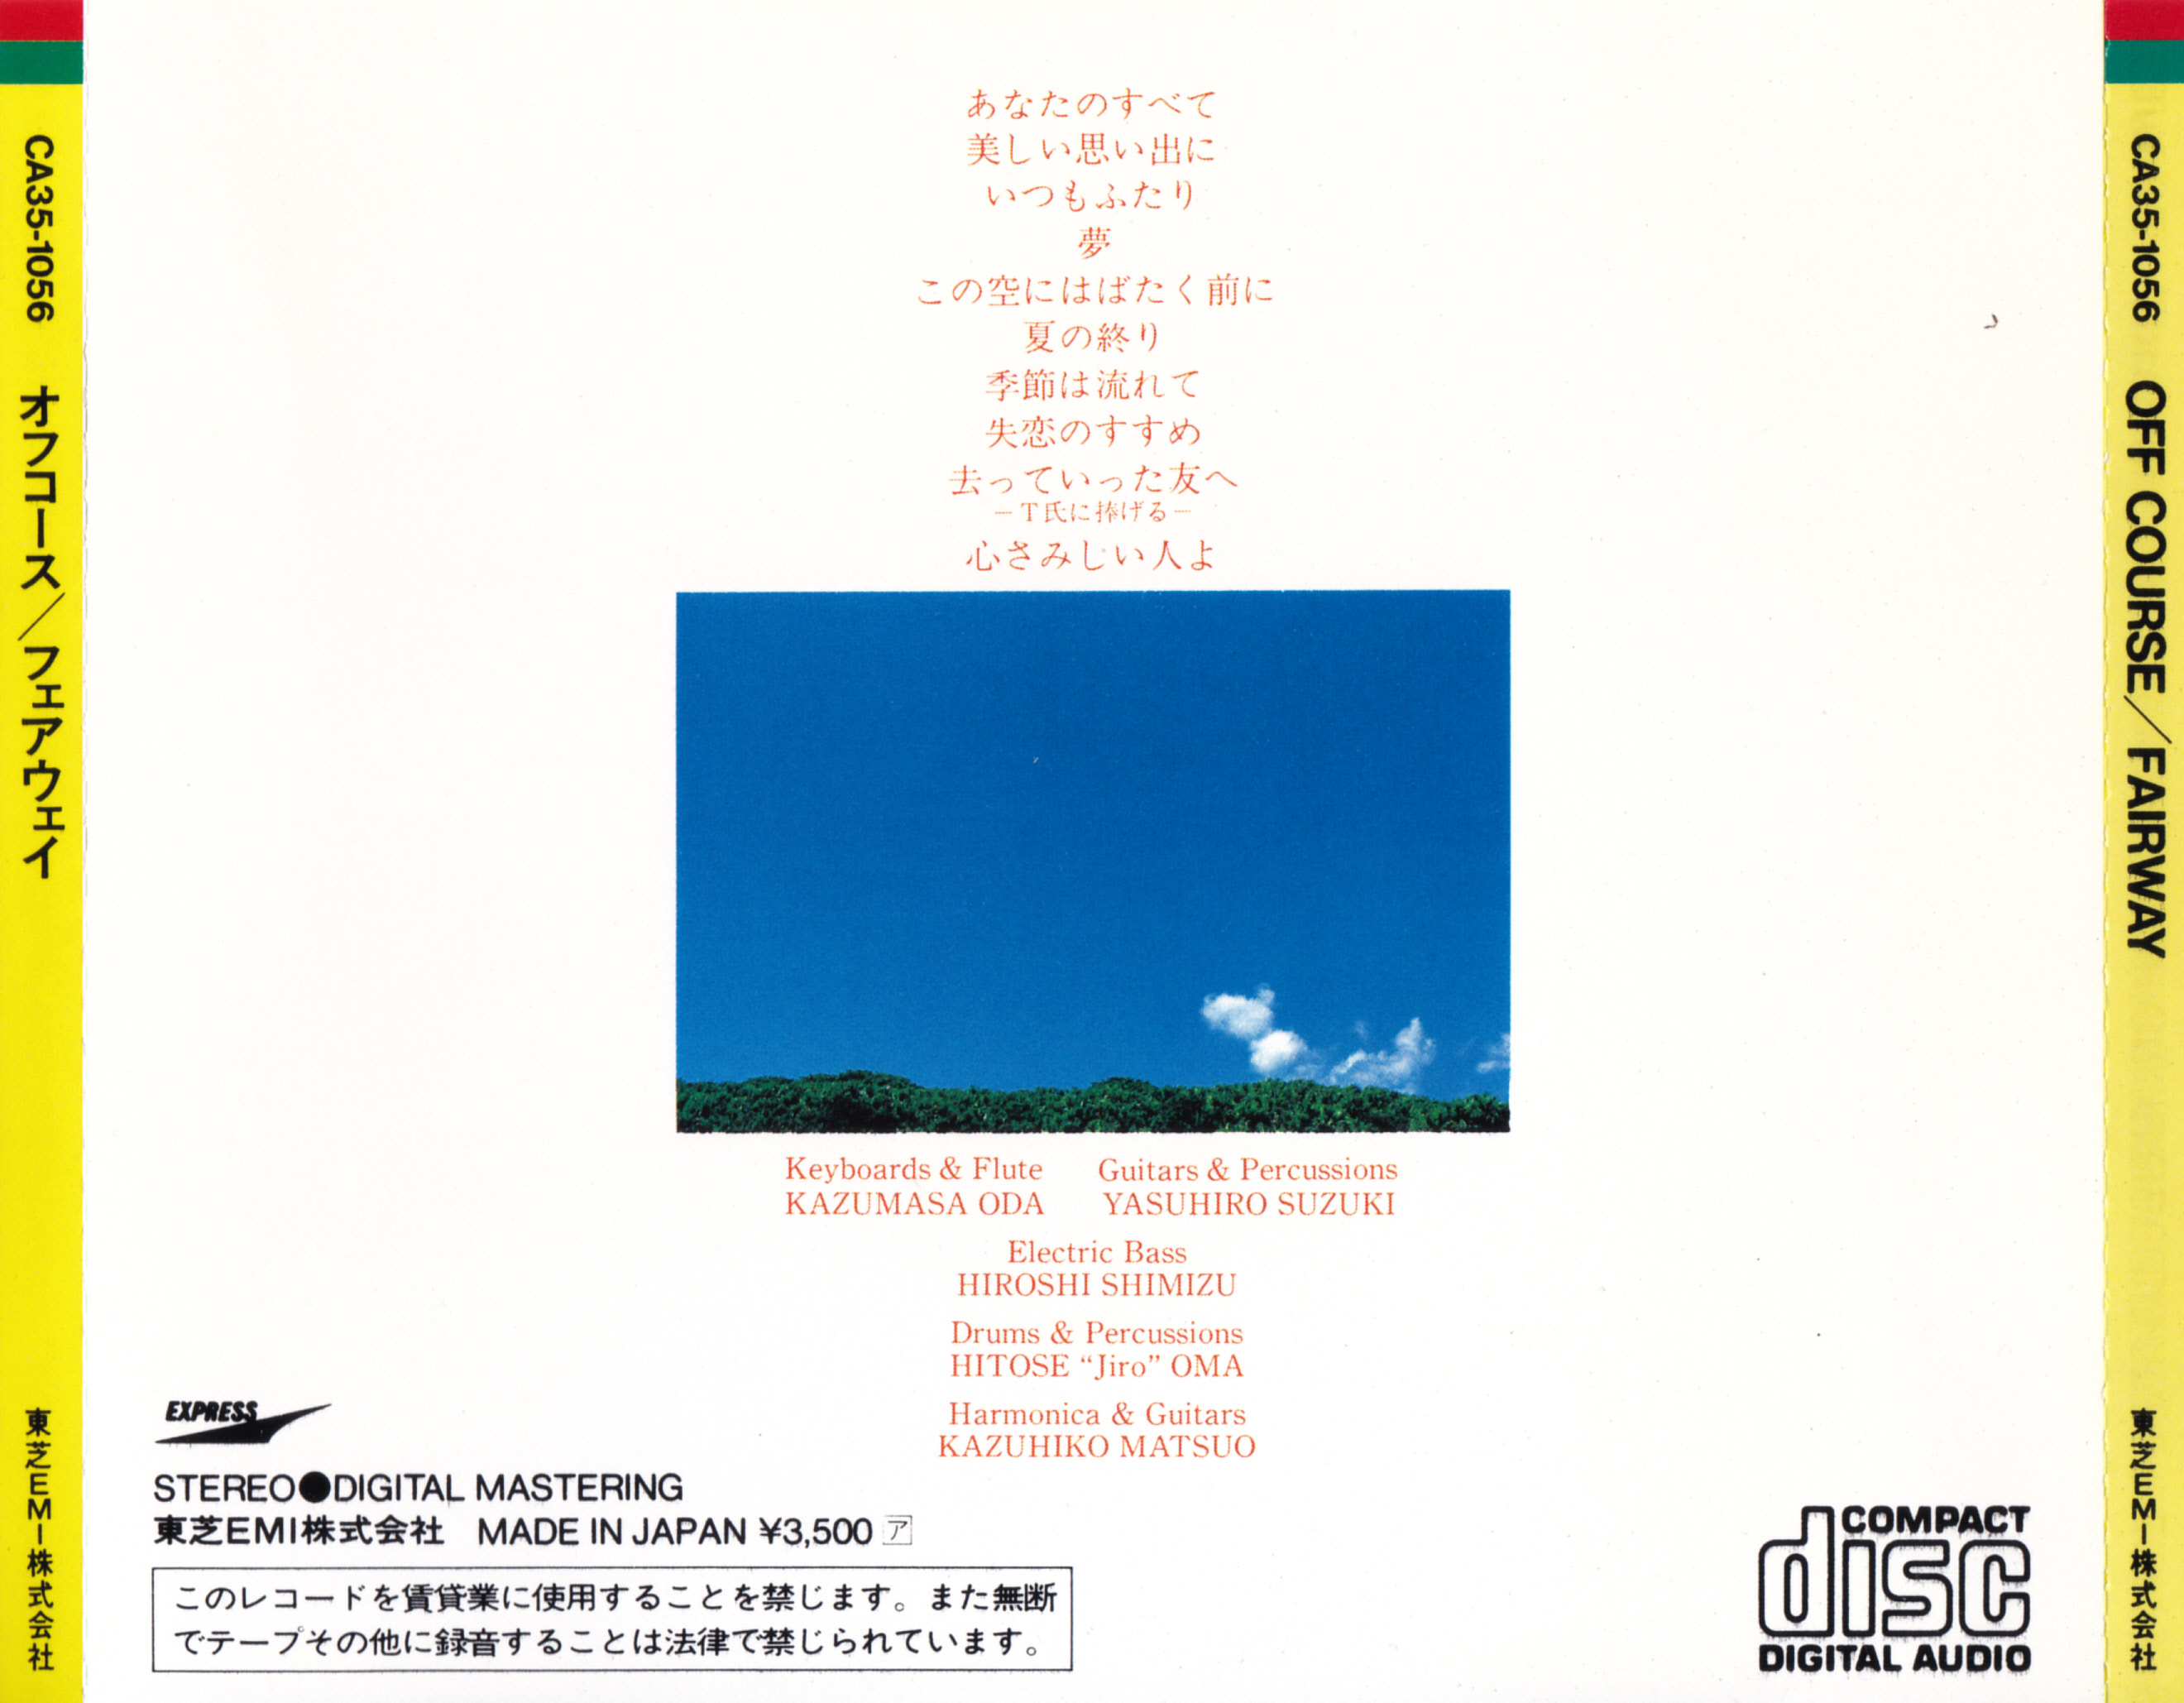 CA35-1056 オフコース/フェアウェイ 東芝EMI株式会社
あなたのすべて
美しい思い出に
いつもふたり
夢
この空にはばたく前に
夏の終り
季節は流れて
失恋のすすめ
去っていった友へ
－T氏に捧げる－
心さみしい人よ
Keyboards & Flute
KAZUMASA ODA
Guitars & Percussions
YASUHIRO SUZUKI
Electric Bass
HIROSHI SHIMIZU
Drums & Percussions
HITOSE “Jiro” OMA
Harmonica & Guitars
KAZUHIKO MATSUO
EXPRESS
STEREO●DIGITAL MASTERING
東芝EMI株式会社 MADE IN JAPAN ¥3,500 ア
このレコードを賃貸業に使用することを禁じます。また無断
でテープその他に録音することは法律で禁じられています。
COMPACT
disc
DIGITAL AUDIO
CA35-1056 OFF COURSE/FAIRWAY 東芝EMI株式会社